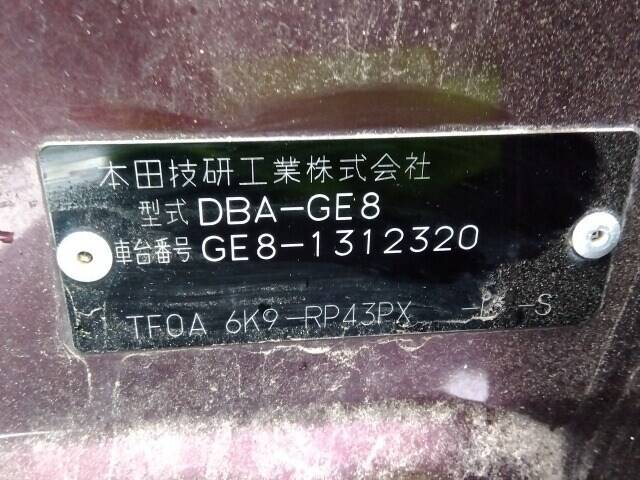 本田技研工業株式会社
型式 DBA-GE8
車台番号 GE8-1312320
TF0A 6K9-RP43PX - -S